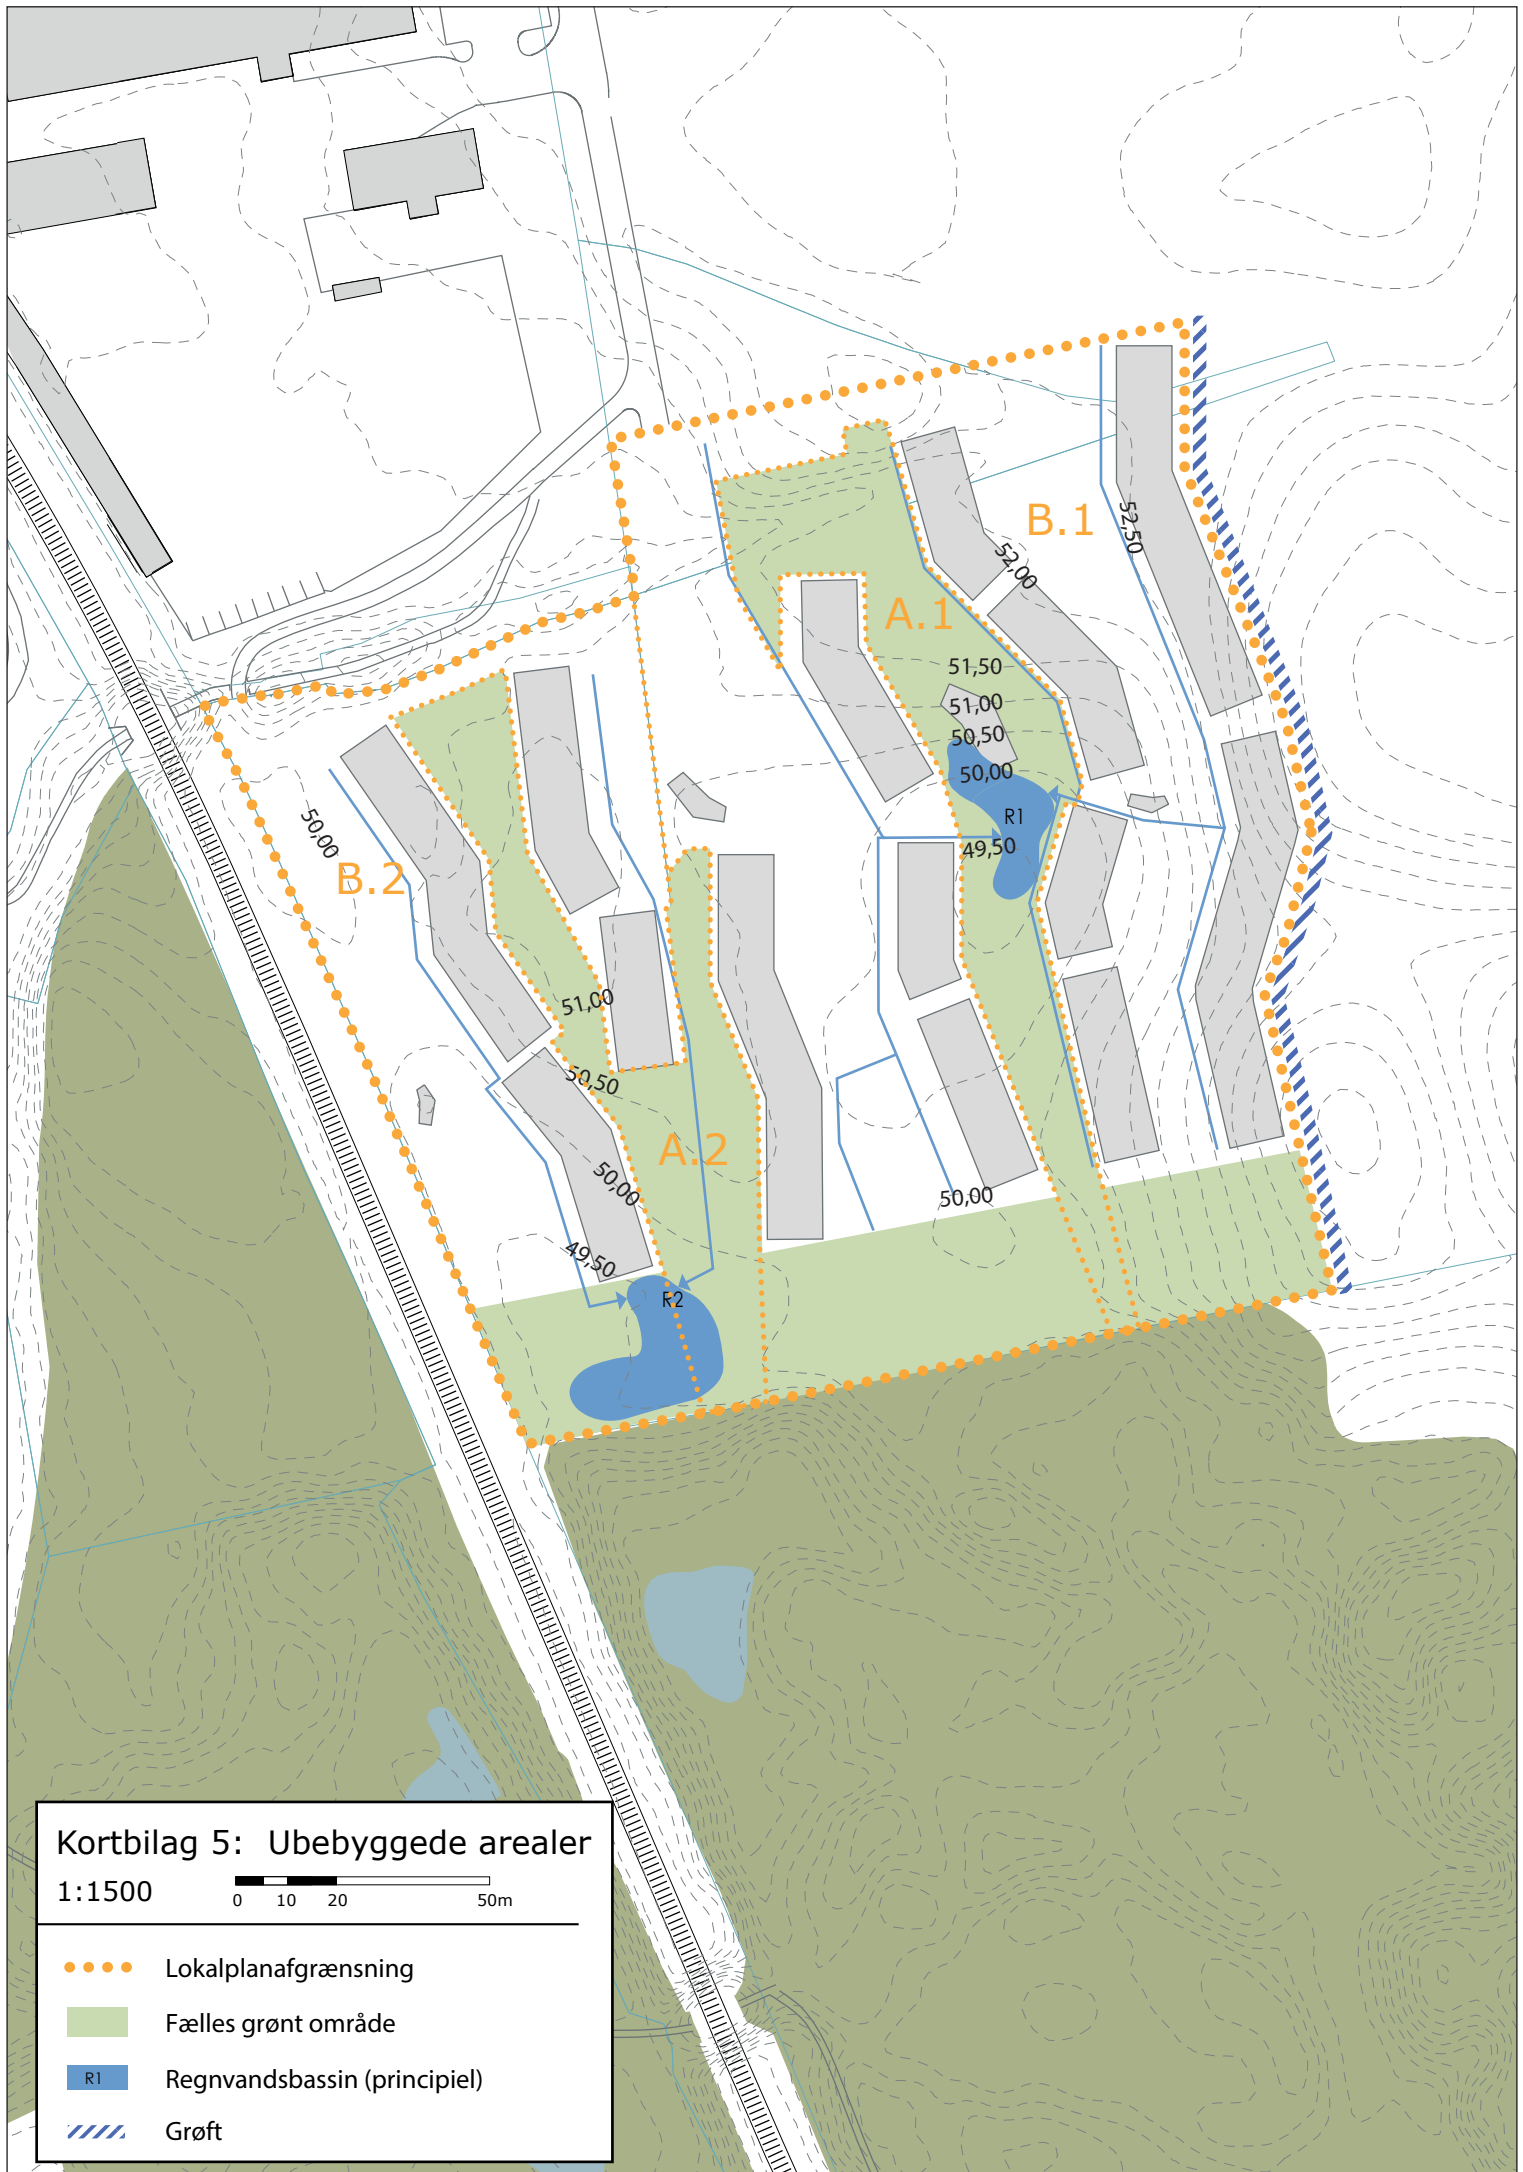 B.1
52,50
52,00
A.1
51,50
51,00
50,50
50,00
R1
49,50
50,00
B.2
51,00
50,50
A.2
50,00
50,00
49,50
R2
Kortbilag 5: Ubebyggede arealer
1:1500
0 10 20 50m
Lokalplanafgrænsning
Fælles grønt område
R1 Regnvandsbassin (principiel)
Grøft